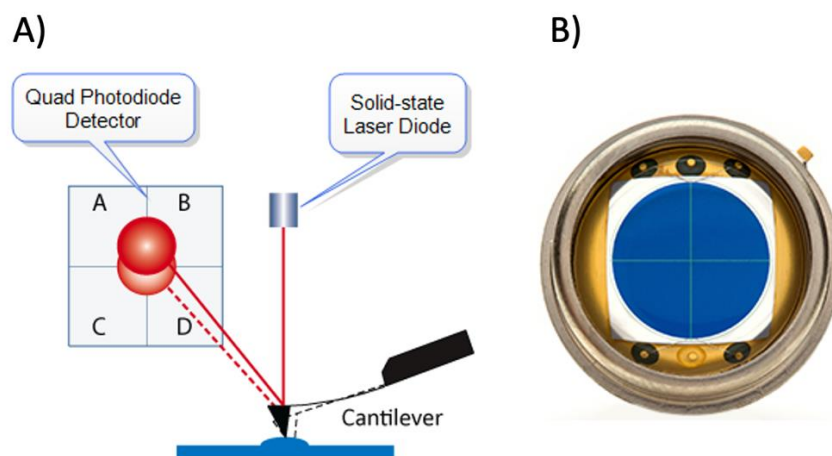 A)
B)
Quad Photodiode
Detector
Solid-state
Laser Diode
A
B
C
D
Cantilever